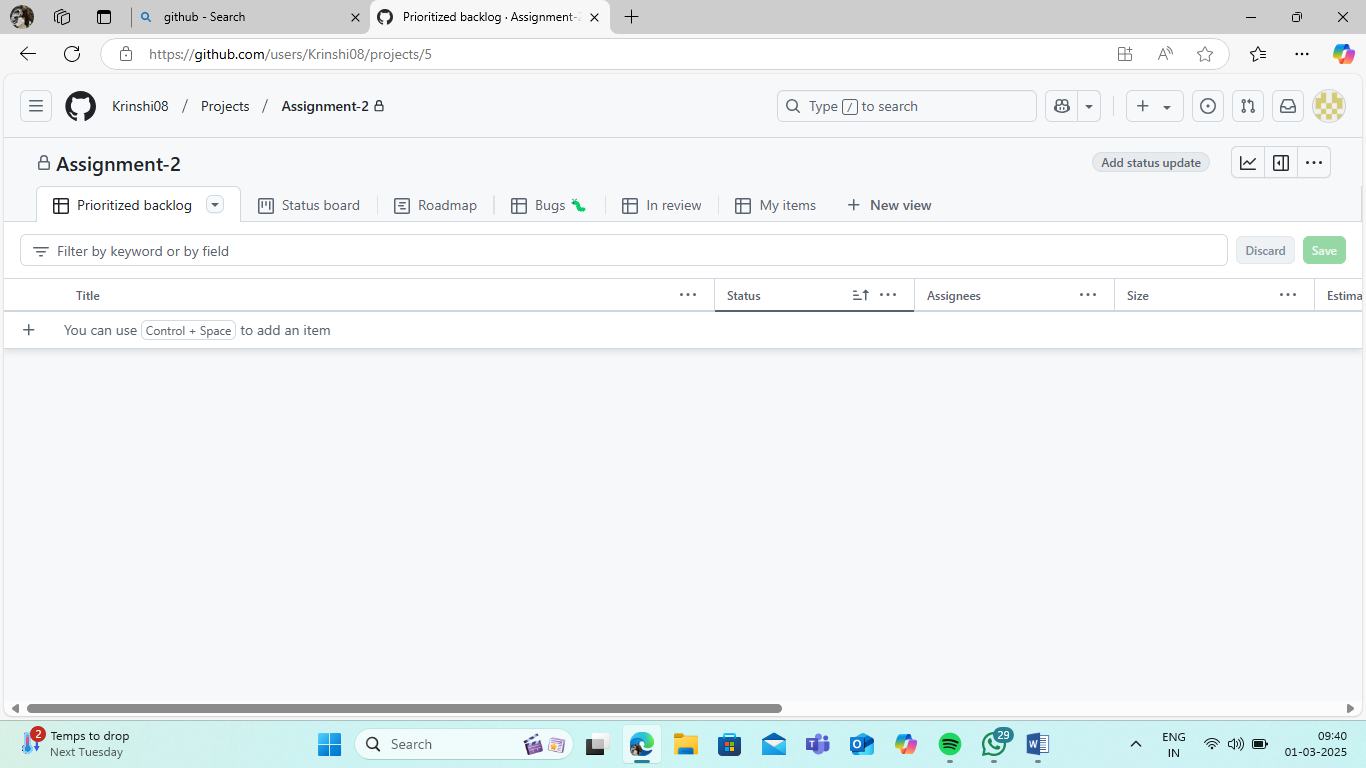 github - Search
Prioritized backlog · Assignment-2
https://github.com/users/Krinshi08/projects/5
Krinshi08 / Projects / Assignment-2
Type / to search
Assignment-2
Add status update
Prioritized backlog
Status board
Roadmap
Bugs
In review
My items
New view
Filter by keyword or by field
Discard
Save
Title
Status
Assignees
Size
Estima
You can use Control + Space to add an item
2
Temps to drop
Next Tuesday
Search
29
ENG
IN
09:40
01-03-2025